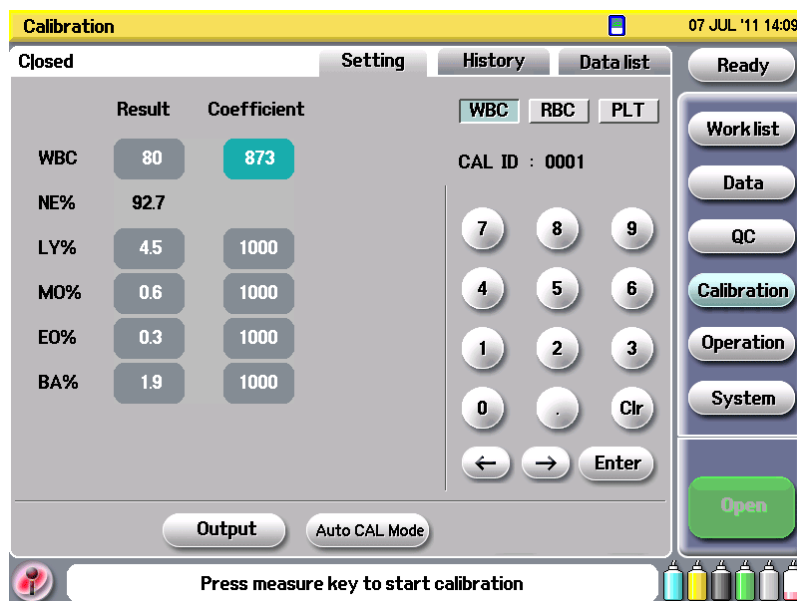 Calibration 07 JUL '11 14:09
Closed Setting History Data list Ready
Result Coefficient WBC RBC PLT
Work list
WBC 80 873 CAL ID : 0001
Data
NE% 92.7
7 8 9
QC
LY% 4.5 1000
MO% 0.6 1000 4 5 6 Calibration
EO% 0.3 1000 1 2 3 Operation
BA% 1.9 1000
System
0 . Clr
← → Enter
Open
Output Auto CAL Mode
Press measure key to start calibration